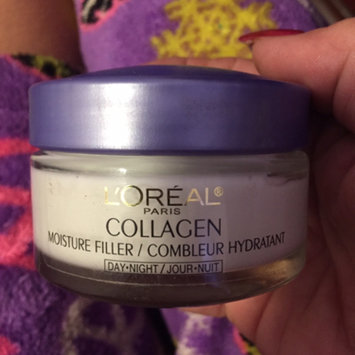 L'ORÉAL®
PARIS
COLLAGEN
MOISTURE FILLER / COMBLEUR HYDRATANT
DAY•NIGHT / JOUR•NUIT